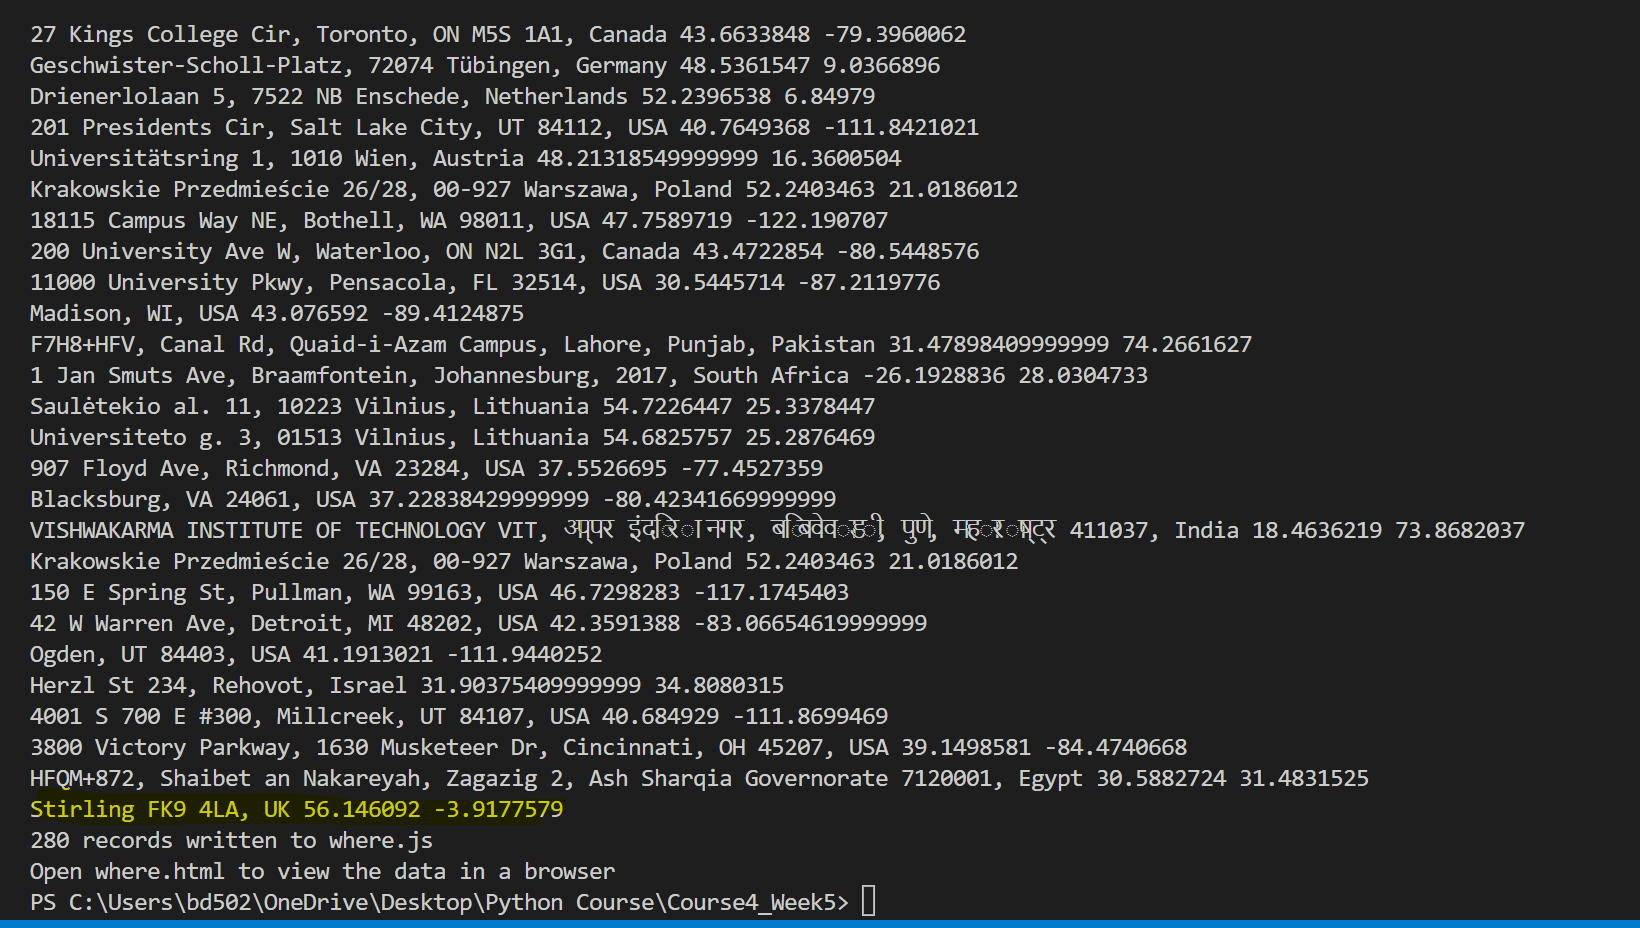 27 Kings College Cir, Toronto, ON M5S 1A1, Canada 43.6633848 -79.3960062
Geschwister-Scholl-Platz, 72074 Tübingen, Germany 48.5361547 9.0366896
Drienerlolaan 5, 7522 NB Enschede, Netherlands 52.2396538 6.84979
201 Presidents Cir, Salt Lake City, UT 84112, USA 40.7649368 -111.8421021
Universitätsring 1, 1010 Wien, Austria 48.21318549999999 16.3600504
Krakowskie Przedmieście 26/28, 00-927 Warszawa, Poland 52.2403463 21.0186012
18115 Campus Way NE, Bothell, WA 98011, USA 47.7589719 -122.190707
200 University Ave W, Waterloo, ON N2L 3G1, Canada 43.4722854 -80.5448576
11000 University Pkwy, Pensacola, FL 32514, USA 30.5445714 -87.2119776
Madison, WI, USA 43.076592 -89.4124875
F7H8+HFV, Canal Rd, Quaid-i-Azam Campus, Lahore, Punjab, Pakistan 31.47898409999999 74.2661627
1 Jan Smuts Ave, Braamfontein, Johannesburg, 2017, South Africa -26.1928836 28.0304733
Saulėtekio al. 11, 10223 Vilnius, Lithuania 54.7226447 25.3378447
Universiteto g. 3, 01513 Vilnius, Lithuania 54.6825757 25.2876469
907 Floyd Ave, Richmond, VA 23284, USA 37.5526695 -77.4527359
Blacksburg, VA 24061, USA 37.22838429999999 -80.42341669999999
VISHWAKARMA INSTITUTE OF TECHNOLOGY VIT, अप्पर इंदिरा नगर, बिबवेवाडी, पुणे, महाराष्ट्र 411037, India 18.4636219 73.8682037
Krakowskie Przedmieście 26/28, 00-927 Warszawa, Poland 52.2403463 21.0186012
150 E Spring St, Pullman, WA 99163, USA 46.7298283 -117.1745403
42 W Warren Ave, Detroit, MI 48202, USA 42.3591388 -83.06654619999999
Ogden, UT 84403, USA 41.1913021 -111.9440252
Herzl St 234, Rehovot, Israel 31.90375409999999 34.8080315
4001 S 700 E #300, Millcreek, UT 84107, USA 40.684929 -111.8699469
3800 Victory Parkway, 1630 Musketeer Dr, Cincinnati, OH 45207, USA 39.1498581 -84.4740668
HFQM+872, Shaibet an Nakareyah, Zagazig 2, Ash Sharqia Governorate 7120001, Egypt 30.5882724 31.4831525
Stirling FK9 4LA, UK 56.146092 -3.9177579
280 records written to where.js
Open where.html to view the data in a browser
PS C:\Users\bd502\OneDrive\Desktop\Python Course\Course4_Week5>